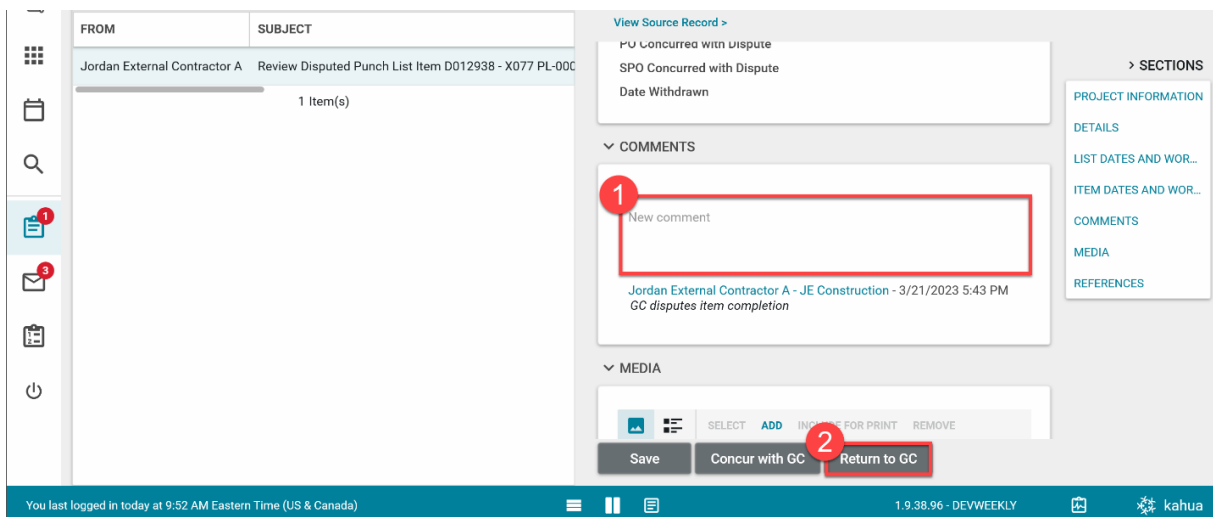 FROM
SUBJECT
Jordan External Contractor A
Review Disputed Punch List Item D012938 - X077 PL-000
1 Item(s)
1
3
View Source Record >
PO Concurred with Dispute
SPO Concurred with Dispute
Date Withdrawn
COMMENTS
1
New comment
Jordan External Contractor A - JE Construction - 3/21/2023 5:43 PM
GC disputes item completion
MEDIA
SELECT ADD INCLUDE FOR PRINT REMOVE
2
Save
Concur with GC
Return to GC
> SECTIONS
PROJECT INFORMATION
DETAILS
LIST DATES AND WOR...
ITEM DATES AND WOR...
COMMENTS
MEDIA
REFERENCES
You last logged in today at 9:52 AM Eastern Time (US & Canada)
1.9.38.96 - DEVWEEKLY
kahua